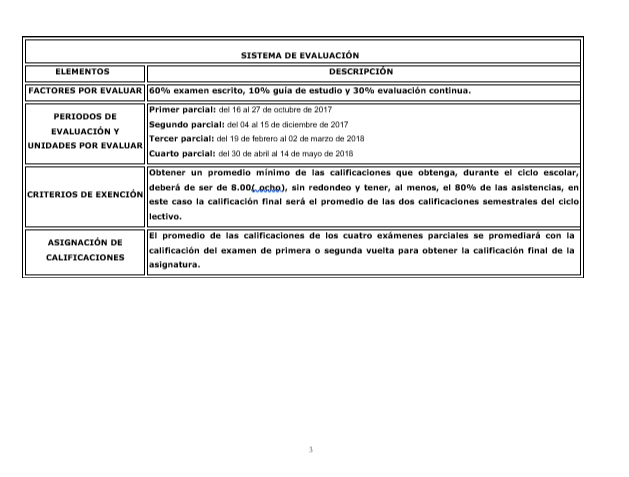 SISTEMA DE EVALUACIÓN
ELEMENTOS
DESCRIPCIÓN
FACTORES POR EVALUAR
60% examen escrito, 10% guía de estudio y 30% evaluación continua.
PERIODOS DE
EVALUACIÓN Y
UNIDADES POR EVALUAR
Primer parcial: del 16 al 27 de octubre de 2017
Segundo parcial: del 04 al 15 de diciembre de 2017
Tercer parcial: del 19 de febrero al 02 de marzo de 2018
Cuarto parcial: del 30 de abril al 14 de mayo de 2018
CRITERIOS DE EXENCIÓN
Obtener un promedio mínimo de las calificaciones que obtenga, durante el ciclo escolar,
deberá de ser de 8.00( ocho), sin redondeo y tener, al menos, el 80% de las asistencias, en
este caso la calificación final será el promedio de las dos calificaciones semestrales del ciclo
lectivo.
ASIGNACIÓN DE
CALIFICACIONES
El promedio de las calificaciones de los cuatro exámenes parciales se promediará con la
calificación del examen de primera o segunda vuelta para obtener la calificación final de la
asignatura.
3